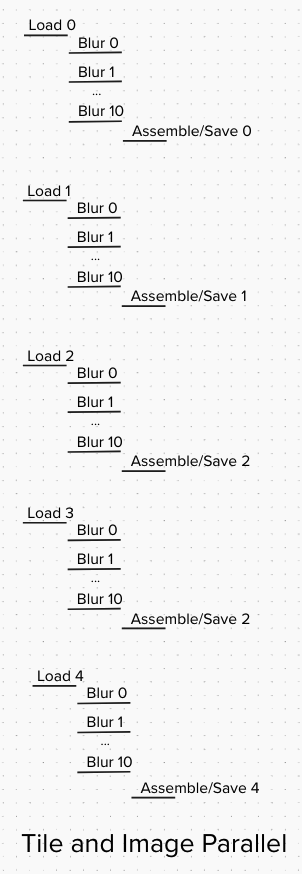 Load 0
Blur 0
Blur 1
...
Blur 10
Assemble/Save 0
Load 1
Blur 0
Blur 1
...
Blur 10
Assemble/Save 1
Load 2
Blur 0
Blur 1
...
Blur 10
Assemble/Save 2
Load 3
Blur 0
Blur 1
...
Blur 10
Assemble/Save 2
Load 4
Blur 0
Blur 1
...
Blur 10
Assemble/Save 4
Tile and Image Parallel